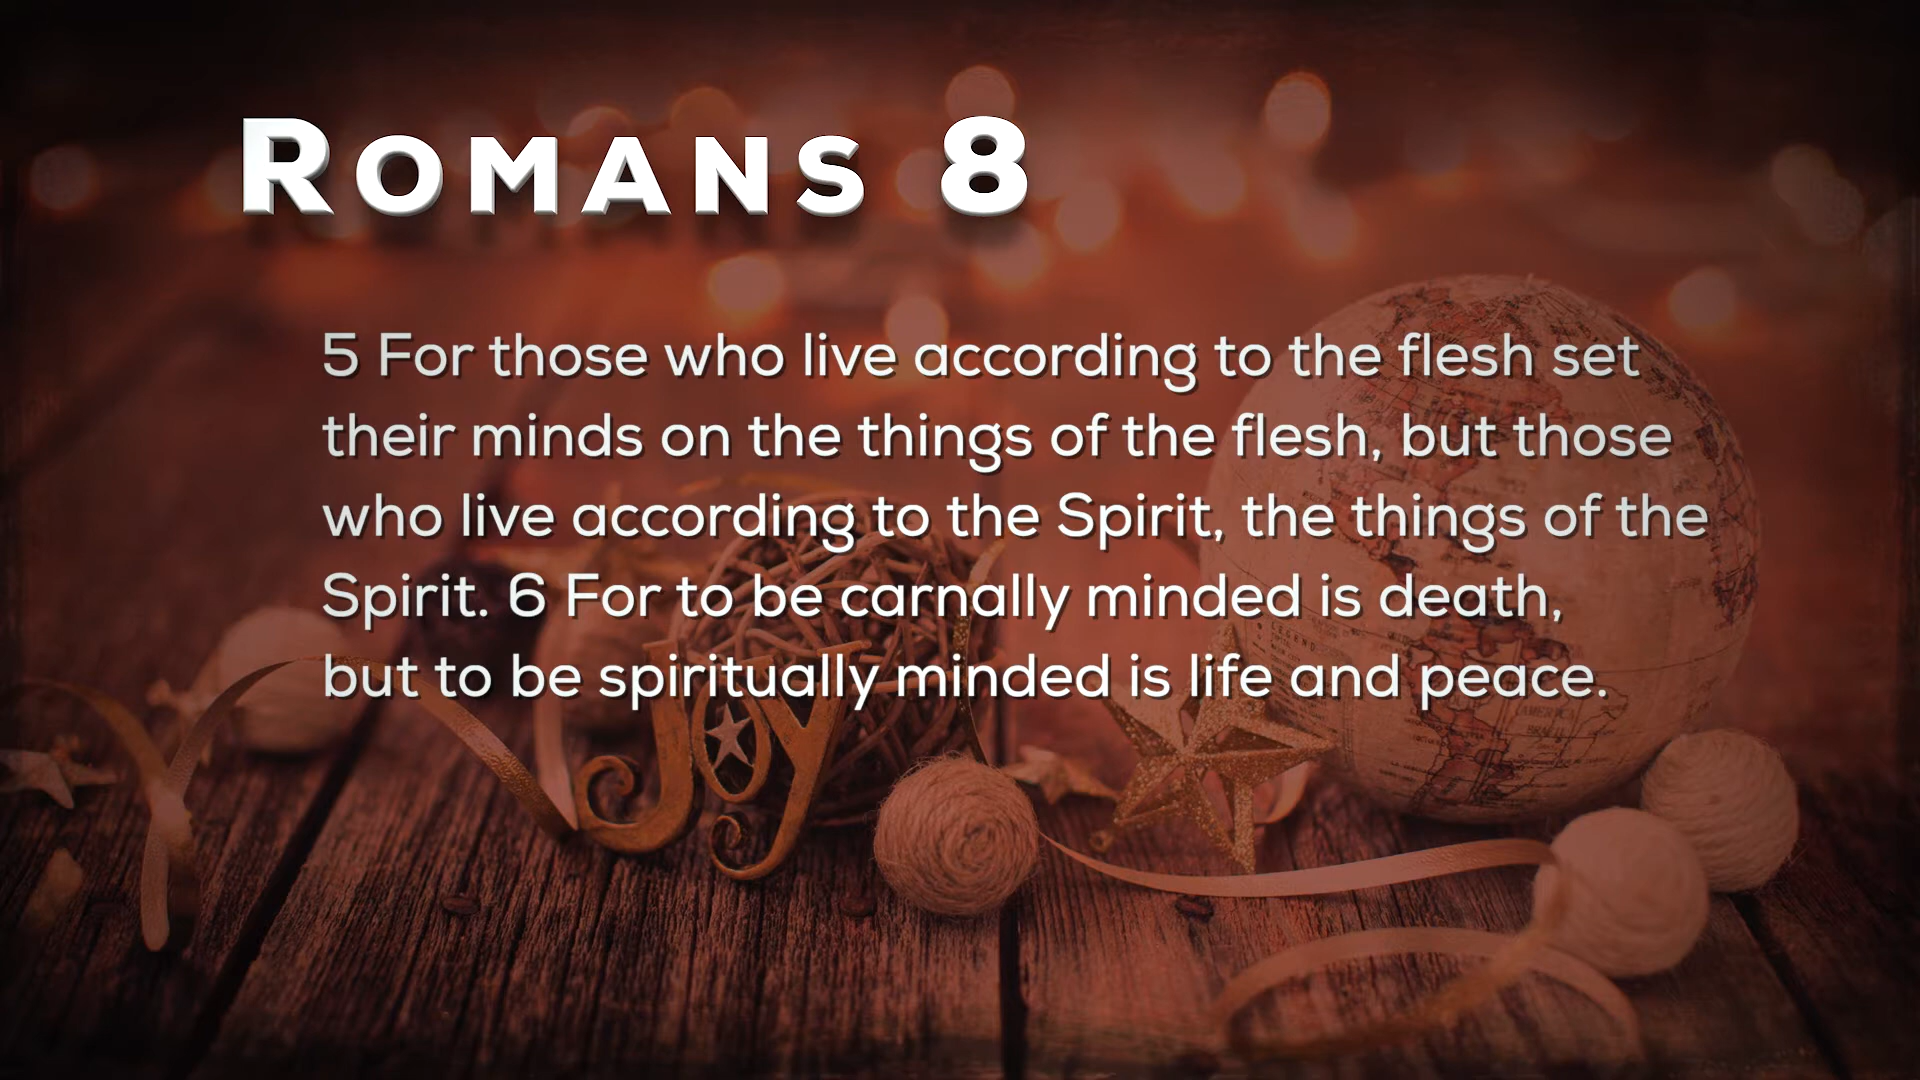 ROMANS 8
5 For those who live according to the flesh set
their minds on the things of the flesh, but those
who live according to the Spirit, the things of the
Spirit. 6 For to be carnally minded is death,
but to be spiritually minded is life and peace.
Joy
LEGEND
AMERICA